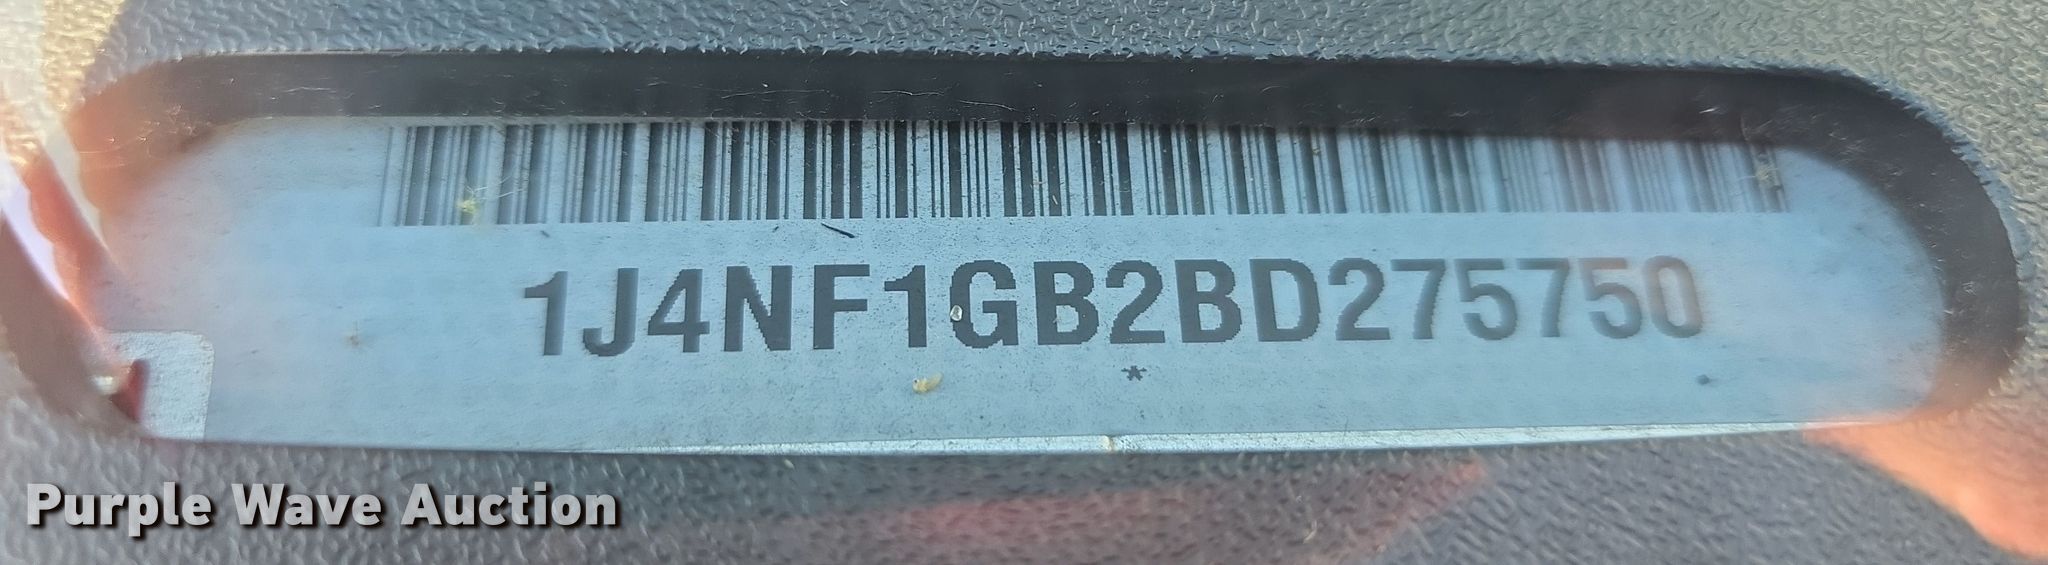 1J4NF1GB2BD275750
*
Purple Wave Auction